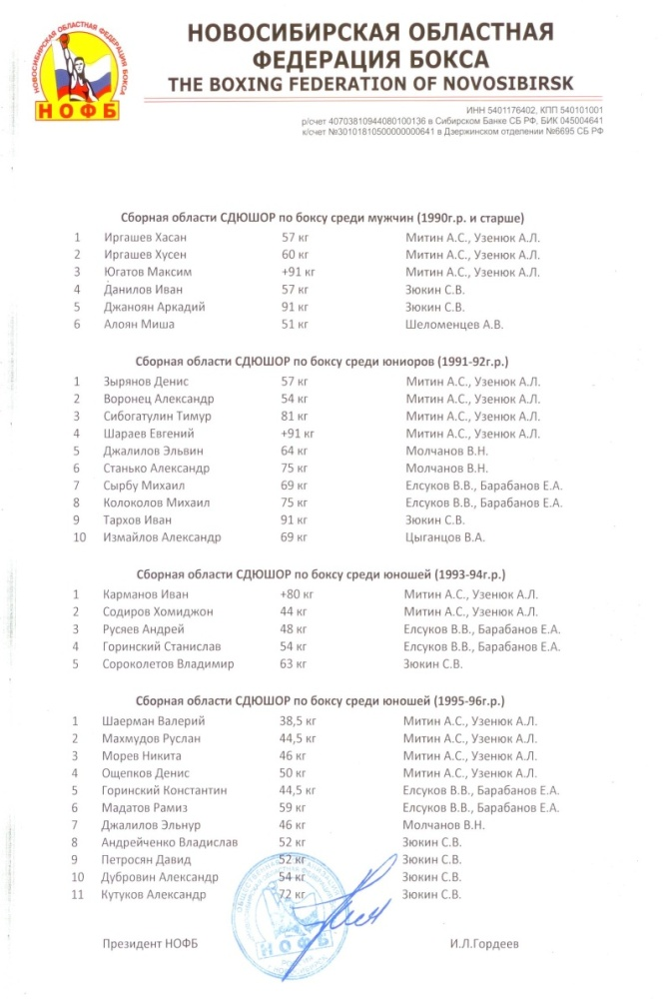 НОВОСИБИРСКАЯ ОБЛАСТНАЯ ФЕДЕРАЦИЯ БОКСА
НОФБ
НОВОСИБИРСКАЯ ОБЛАСТНАЯ
ФЕДЕРАЦИЯ БОКСА
THE BOXING FEDERATION OF NOVOSIBIRSK
ИНН 5401176402, КПП 540101001
р/счет 40703810944080100136 в Сибирском Банке СБ РФ, БИК 045004641
к/счет №30101810500000000641 в Дзержинском отделении №6695 СБ РФ
Сборная области СДЮШОР по боксу среди мужчин (1990г.р. и старше)
1 Иргашев Хасан 57 кг Митин А.С., Узенюк А.Л.
2 Иргашев Хусен 60 кг Митин А.С., Узенюк А.Л.
3 Югатов Максим +91 кг Митин А.С., Узенюк А.Л.
4 Данилов Иван 57 кг Зюкин С.В.
5 Джаноян Аркадий 91 кг Зюкин С.В.
6 Алоян Миша 51 кг Шеломенцев А.В.
Сборная области СДЮШОР по боксу среди юниоров (1991-92г.р.)
1 Зырянов Денис 57 кг Митин А.С., Узенюк А.Л.
2 Воронец Александр 54 кг Митин А.С., Узенюк А.Л.
3 Сибогатулин Тимур 81 кг Митин А.С., Узенюк А.Л.
4 Шараев Евгений +91 кг Митин А.С., Узенюк А.Л.
5 Джалилов Эльвин 64 кг Молчанов В.Н.
6 Станько Александр 75 кг Молчанов В.Н.
7 Сырбу Михаил 69 кг Елсуков В.В., Барабанов Е.А.
8 Колоколов Михаил 75 кг Елсуков В.В., Барабанов Е.А.
9 Тархов Иван 91 кг Зюкин С.В.
10 Измайлов Александр 69 кг Цыганцов В.А.
Сборная области СДЮШОР по боксу среди юношей (1993-94г.р.)
1 Карманов Иван +80 кг Митин А.С., Узенюк А.Л.
2 Содиров Хомиджон 44 кг Митин А.С., Узенюк А.Л.
3 Русяев Андрей 48 кг Елсуков В.В., Барабанов Е.А.
4 Горинский Станислав 54 кг Елсуков В.В., Барабанов Е.А.
5 Сороколетов Владимир 63 кг Зюкин С.В.
Сборная области СДЮШОР по боксу среди юношей (1995-96г.р.)
1 Шаерман Валерий 38,5 кг Митин А.С., Узенюк А.Л.
2 Махмудов Руслан 44,5 кг Митин А.С., Узенюк А.Л.
3 Морев Никита 46 кг Митин А.С., Узенюк А.Л.
4 Ощепков Денис 50 кг Митин А.С., Узенюк А.Л.
5 Горинский Константин 44,5 кг Елсуков В.В., Барабанов Е.А.
6 Мадатов Рамиз 59 кг Елсуков В.В., Барабанов Е.А.
7 Джалилов Эльнур 46 кг Молчанов В.Н.
8 Андрейченко Владислав 52 кг Зюкин С.В.
9 Петросян Давид 52 кг Зюкин С.В.
10 Дубровин Александр 54 кг Зюкин С.В.
11 Кутуков Александр 72 кг Зюкин С.В.
НОФБ
Президент НОФБ И.Л.Гордеев